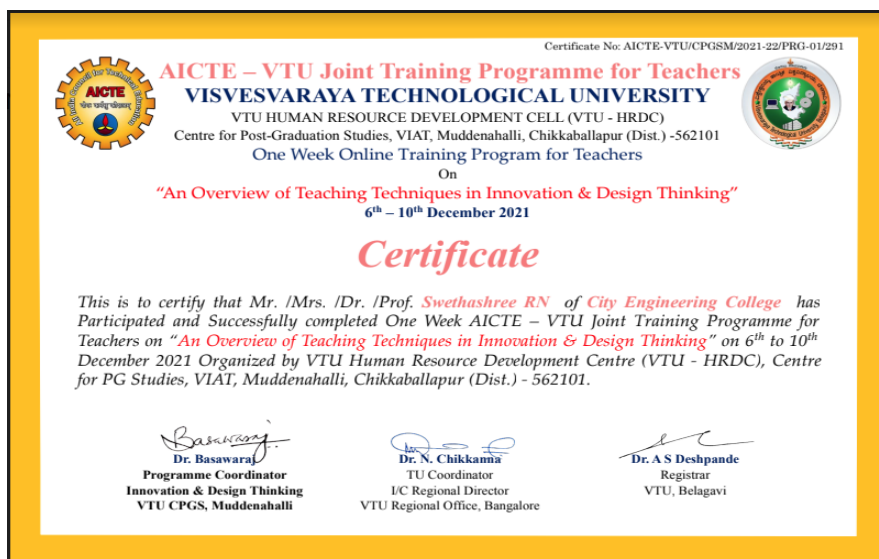 Certificate No: AICTE-VTU/CPGSM/2021-22/PRG-01/291
All India Council for Technical Education
AICTE
AICTE – VTU Joint Training Programme for Teachers
VISVESVARAYA TECHNOLOGICAL UNIVERSITY
VTU HUMAN RESOURCE DEVELOPMENT CELL (VTU - HRDC)
Centre for Post-Graduation Studies, VIAT, Muddenahalli, Chikkaballapur (Dist.) -562101
One Week Online Training Program for Teachers
On
“An Overview of Teaching Techniques in Innovation & Design Thinking”
6th – 10th December 2021
Certificate
This is to certify that Mr. /Mrs. /Dr. /Prof. Swethashree RN of City Engineering College has
Participated and Successfully completed One Week AICTE – VTU Joint Training Programme for
Teachers on “An Overview of Teaching Techniques in Innovation & Design Thinking” on 6th to 10th
December 2021 Organized by VTU Human Resource Development Centre (VTU - HRDC), Centre
for PG Studies, VIAT, Muddenahalli, Chikkaballapur (Dist.) - 562101.
Basawaraj
Dr. Basawaraj
Programme Coordinator
Innovation & Design Thinking
VTU CPGS, Muddenahalli
Dr. N. Chikkanna
TU Coordinator
I/C Regional Director
VTU Regional Office, Bangalore
Dr. A S Deshpande
Registrar
VTU, Belagavi